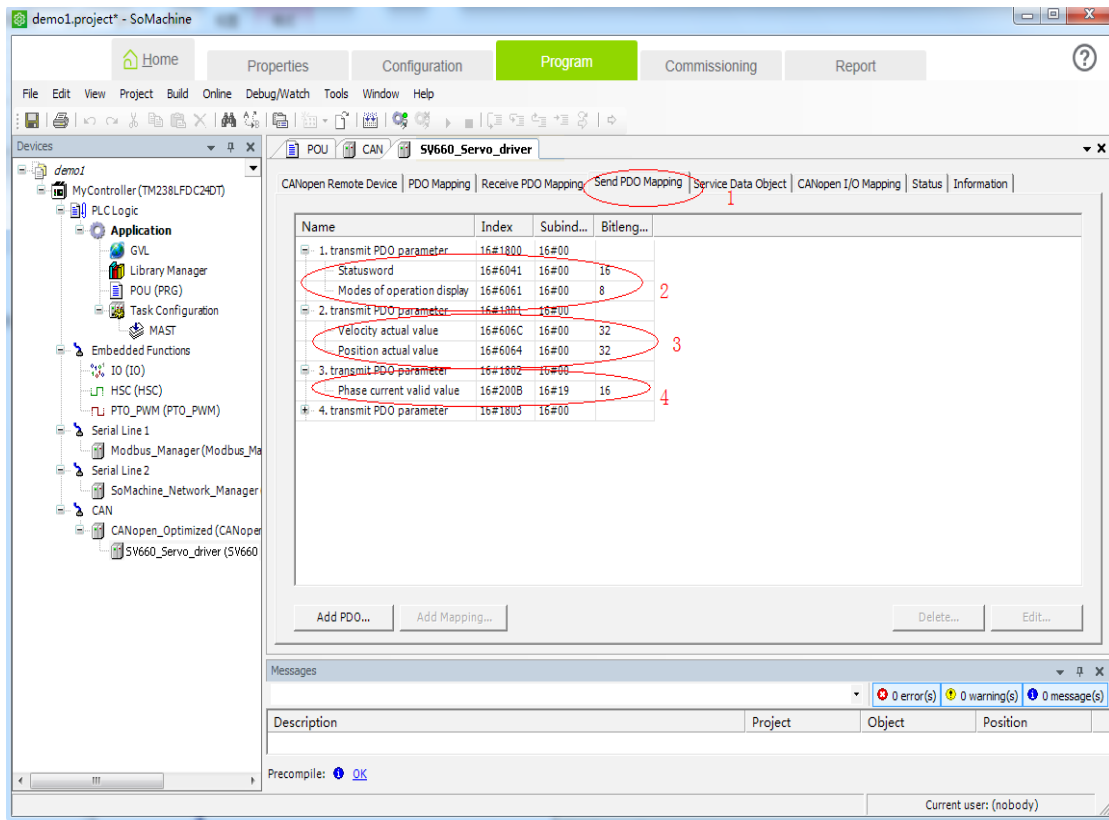 demo1.project* - SoMachine
Home
Properties
Configuration
Program
Commissioning
Report
?
File Edit View Project Build Online Debug/Watch Tools Window Help
Devices
POU CAN SV660_Servo_driver
demo1
MyController (TM238LFDC24DT)
PLC Logic
Application
GVL
Library Manager
POU (PRG)
Task Configuration
MAST
Embedded Functions
IO (IO)
HSC (HSC)
PTO_PWM (PTO_PWM)
Serial Line 1
Modbus_Manager (Modbus_Ma
Serial Line 2
SoMachine_Network_Manager
CAN
CANopen_Optimized (CANoper
SV660_Servo_driver (SV660
CANopen Remote Device PDO Mapping Receive PDO Mapping Send PDO Mapping Service Data Object CANopen I/O Mapping Status Information
1
Name Index Subind... Bitleng...
1. transmit PDO parameter 16#1800 16#00
Statusword 16#6041 16#00 16
Modes of operation display 16#6061 16#00 8
2
2. transmit PDO parameter 16#1801 16#00
Velocity actual value 16#606C 16#00 32
Position actual value 16#6064 16#00 32
3
3. transmit PDO parameter 16#1802 16#00
Phase current valid value 16#200B 16#19 16
4
4. transmit PDO parameter 16#1803 16#00
Add PDO... Add Mapping... Delete... Edit...
Messages
0 error(s) 0 warning(s) 0 message(s)
Description Project Object Position
Precompile: OK
Current user: (nobody)